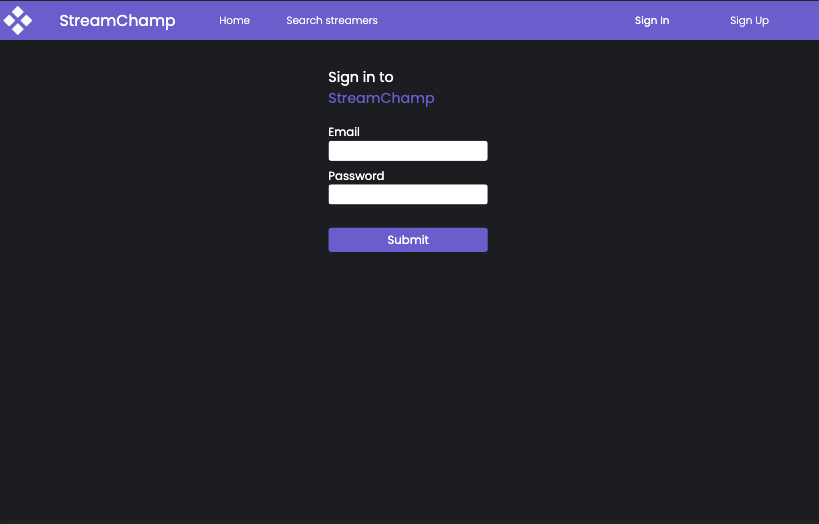 StreamChamp Home Search streamers Sign In Sign Up
Sign in to
StreamChamp
Email
Password
Submit